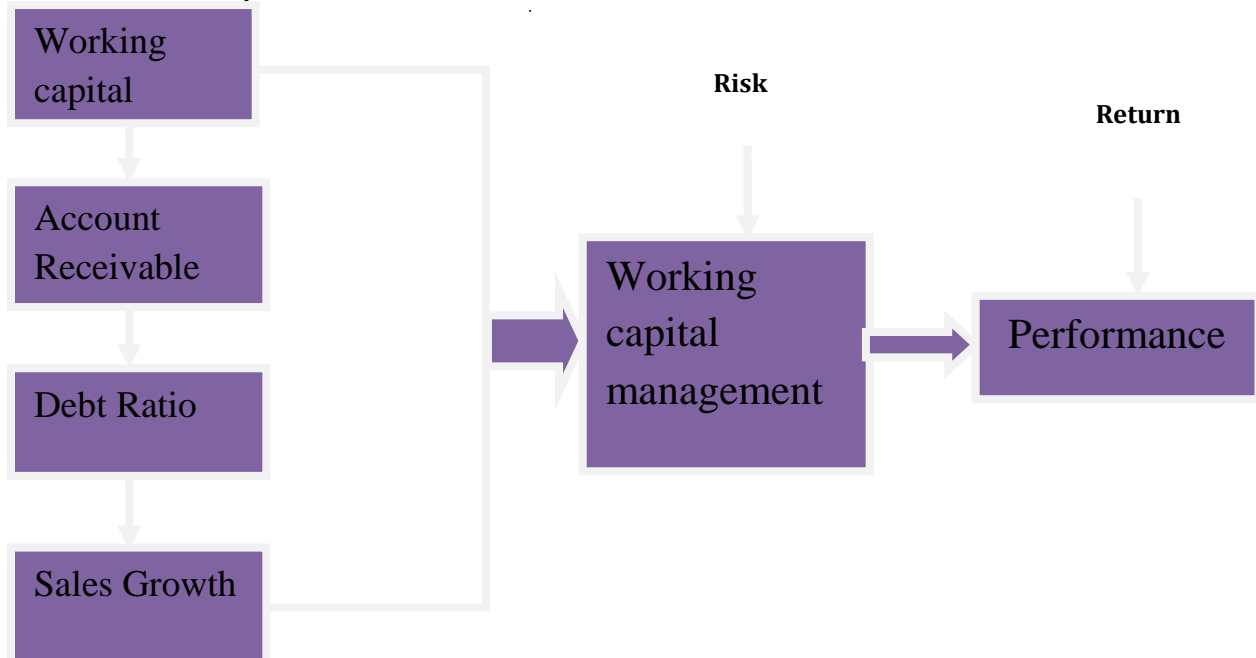 Working
capital
Account
Receivable
Debt Ratio
Sales Growth
Risk
Working
capital
management
Return
Performance